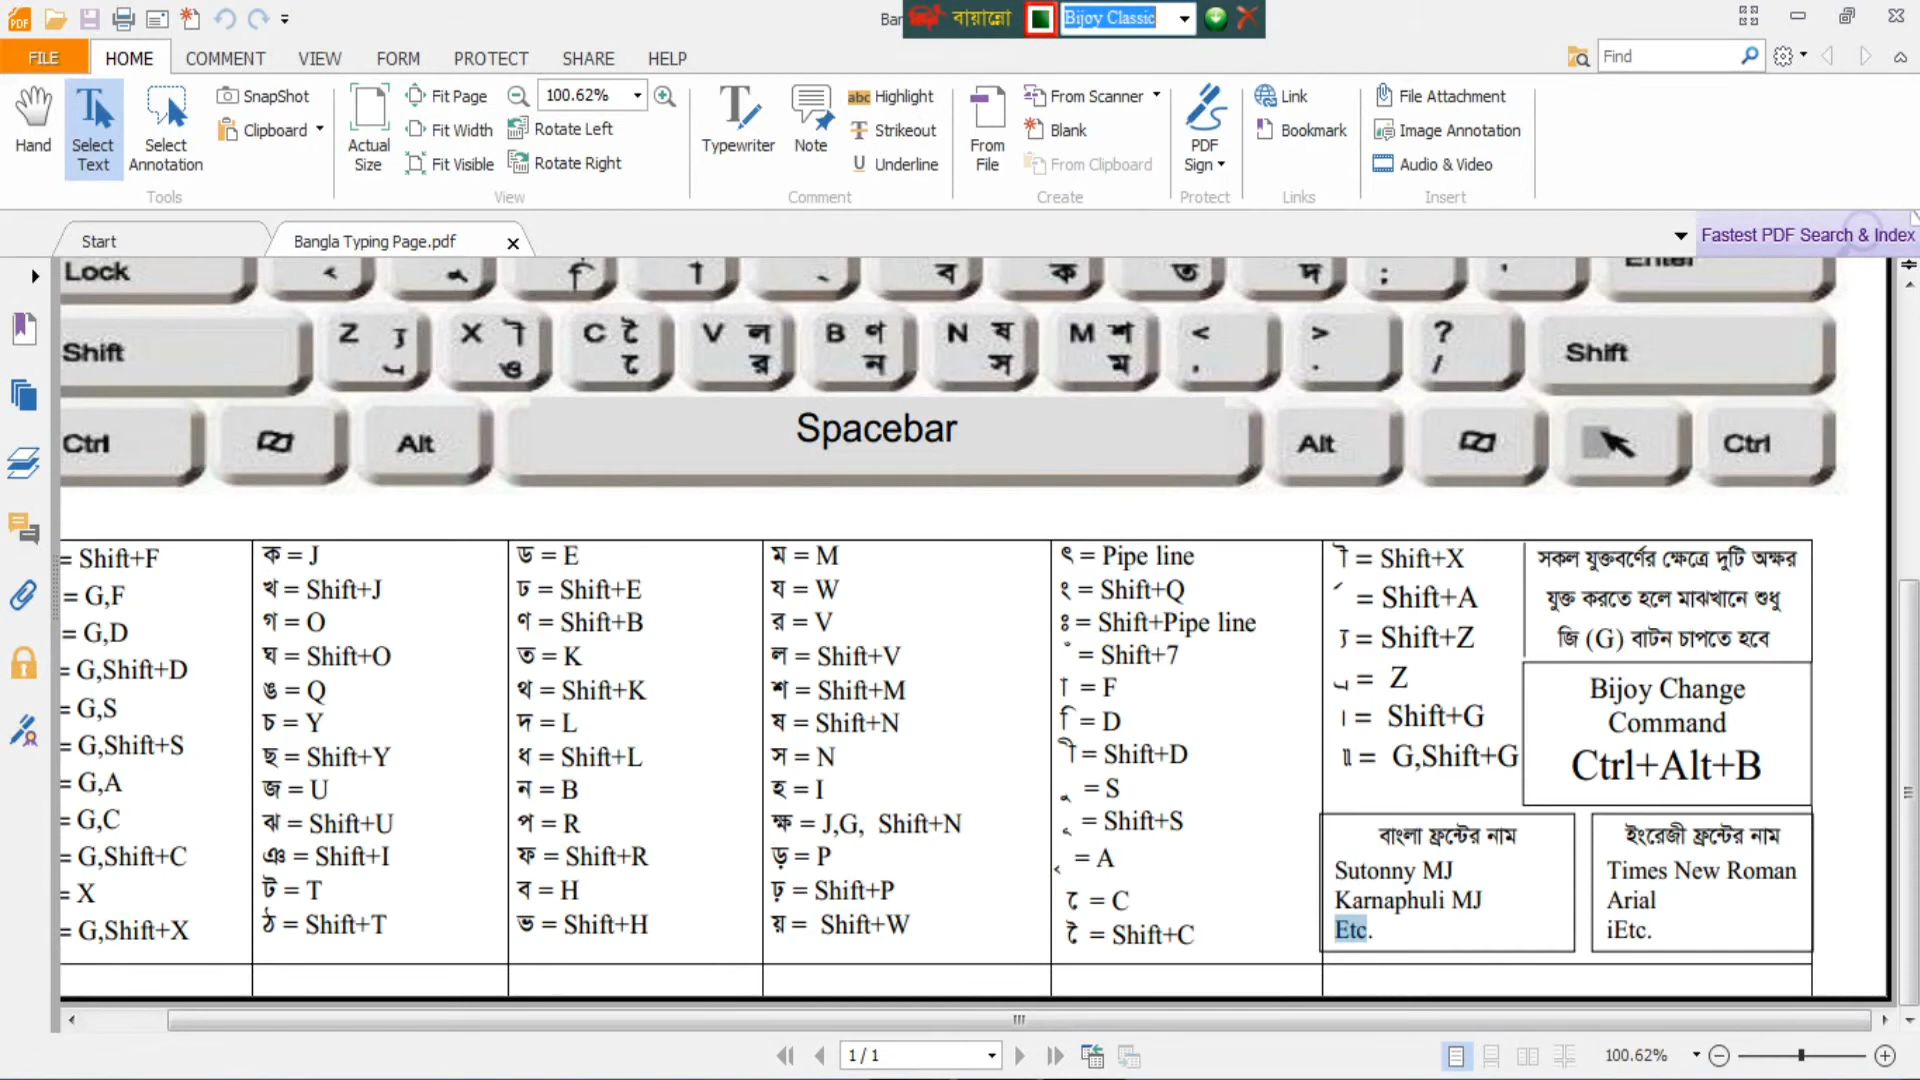 Bar
বায়ান্নো
Bijoy Classic
FILE
HOME
COMMENT
VIEW
FORM
PROTECT
SHARE
HELP
Find
Hand
Select Text
Select Annotation
SnapShot
Clipboard
Tools
Actual Size
Fit Page
Fit Width
Fit Visible
100.62%
Rotate Left
Rotate Right
View
Typewriter
Note
abc Highlight
Strikeout
Underline
Comment
From File
From Scanner
Blank
From Clipboard
Create
PDF Sign
Protect
Link
Bookmark
Links
File Attachment
Image Annotation
Audio & Video
Insert
Start
Bangla Typing Page.pdf
Fastest PDF Search & Index
Lock ৃ ু ি া ্ ব ক ত দ ; ' Enter
Shift Z ্য ্র X ৗ ও C ৈ ে V ল র B ণ ন N ষ স M শ ম < , > . ? / Shift
Ctrl Alt Spacebar Alt Ctrl
= Shift+F
= G,F
= G,D
= G,Shift+D
= G,S
= G,Shift+S
= G,A
= G,C
= G,Shift+C
= X
= G,Shift+X
ক = J
খ = Shift+J
গ = O
ঘ = Shift+O
ঙ = Q
চ = Y
ছ = Shift+Y
জ = U
ঝ = Shift+U
ঞ = Shift+I
ট = T
ঠ = Shift+T
ড = E
ঢ = Shift+E
ণ = Shift+B
ত = K
থ = Shift+K
দ = L
ধ = Shift+L
ন = B
প = R
ফ = Shift+R
ব = H
ভ = Shift+H
ম = M
য = W
র = V
ল = Shift+V
শ = Shift+M
ষ = Shift+N
স = N
হ = I
ক্ষ = J,G, Shift+N
ড় = P
ঢ় = Shift+P
য় = Shift+W
ৎ = Pipe line
ং = Shift+Q
ঃ = Shift+Pipe line
ঁ = Shift+7
া = F
ি = D
ী = Shift+D
ু = S
ূ = Shift+S
ৃ = A
ে = C
ৈ = Shift+C
ৗ = Shift+X
র্ = Shift+A
্য = Shift+Z
্র = Z
। = Shift+G
॥ = G,Shift+G
সকল যুক্তবর্ণের ক্ষেত্রে দুটি অক্ষর
যুক্ত করতে হলে মাঝখানে শুধু
জি (G) বাটন চাপতে হবে
Bijoy Change
Command
Ctrl+Alt+B
বাংলা ফ্রন্টের নাম
Sutonny MJ
Karnaphuli MJ
Etc.
ইংরেজী ফ্রন্টের নাম
Times New Roman
Arial
iEtc.
1 / 1
100.62%